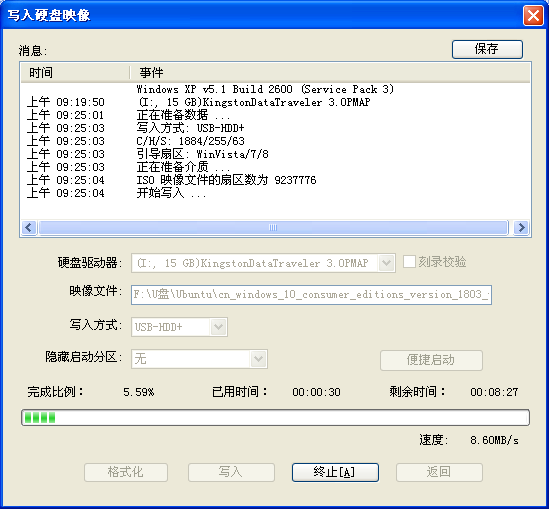 写入硬盘映像
消息:
保存
时间 事件
Windows XP v5.1 Build 2600 (Service Pack 3)
上午 09:19:50 (I:, 15 GB)KingstonDataTraveler 3.0PMAP
上午 09:25:01 正在准备数据 ...
上午 09:25:03 写入方式: USB-HDD+
上午 09:25:03 C/H/S: 1884/255/63
上午 09:25:03 引导扇区: WinVista/7/8
上午 09:25:03 正在准备介质 ...
上午 09:25:04 ISO 映像文件的扇区数为 9237776
上午 09:25:04 开始写入 ...
硬盘驱动器: (I:, 15 GB)KingstonDataTraveler 3.0PMAP 刻录校验
映像文件: F:\U盘\Ubuntu\cn_windows_10_consumer_editions_version_1803_
写入方式: USB-HDD+
隐藏启动分区: 无 便捷启动
完成比例: 5.59% 已用时间: 00:00:30 剩余时间: 00:08:27
速度: 8.60MB/s
格式化 写入 终止[A] 返回